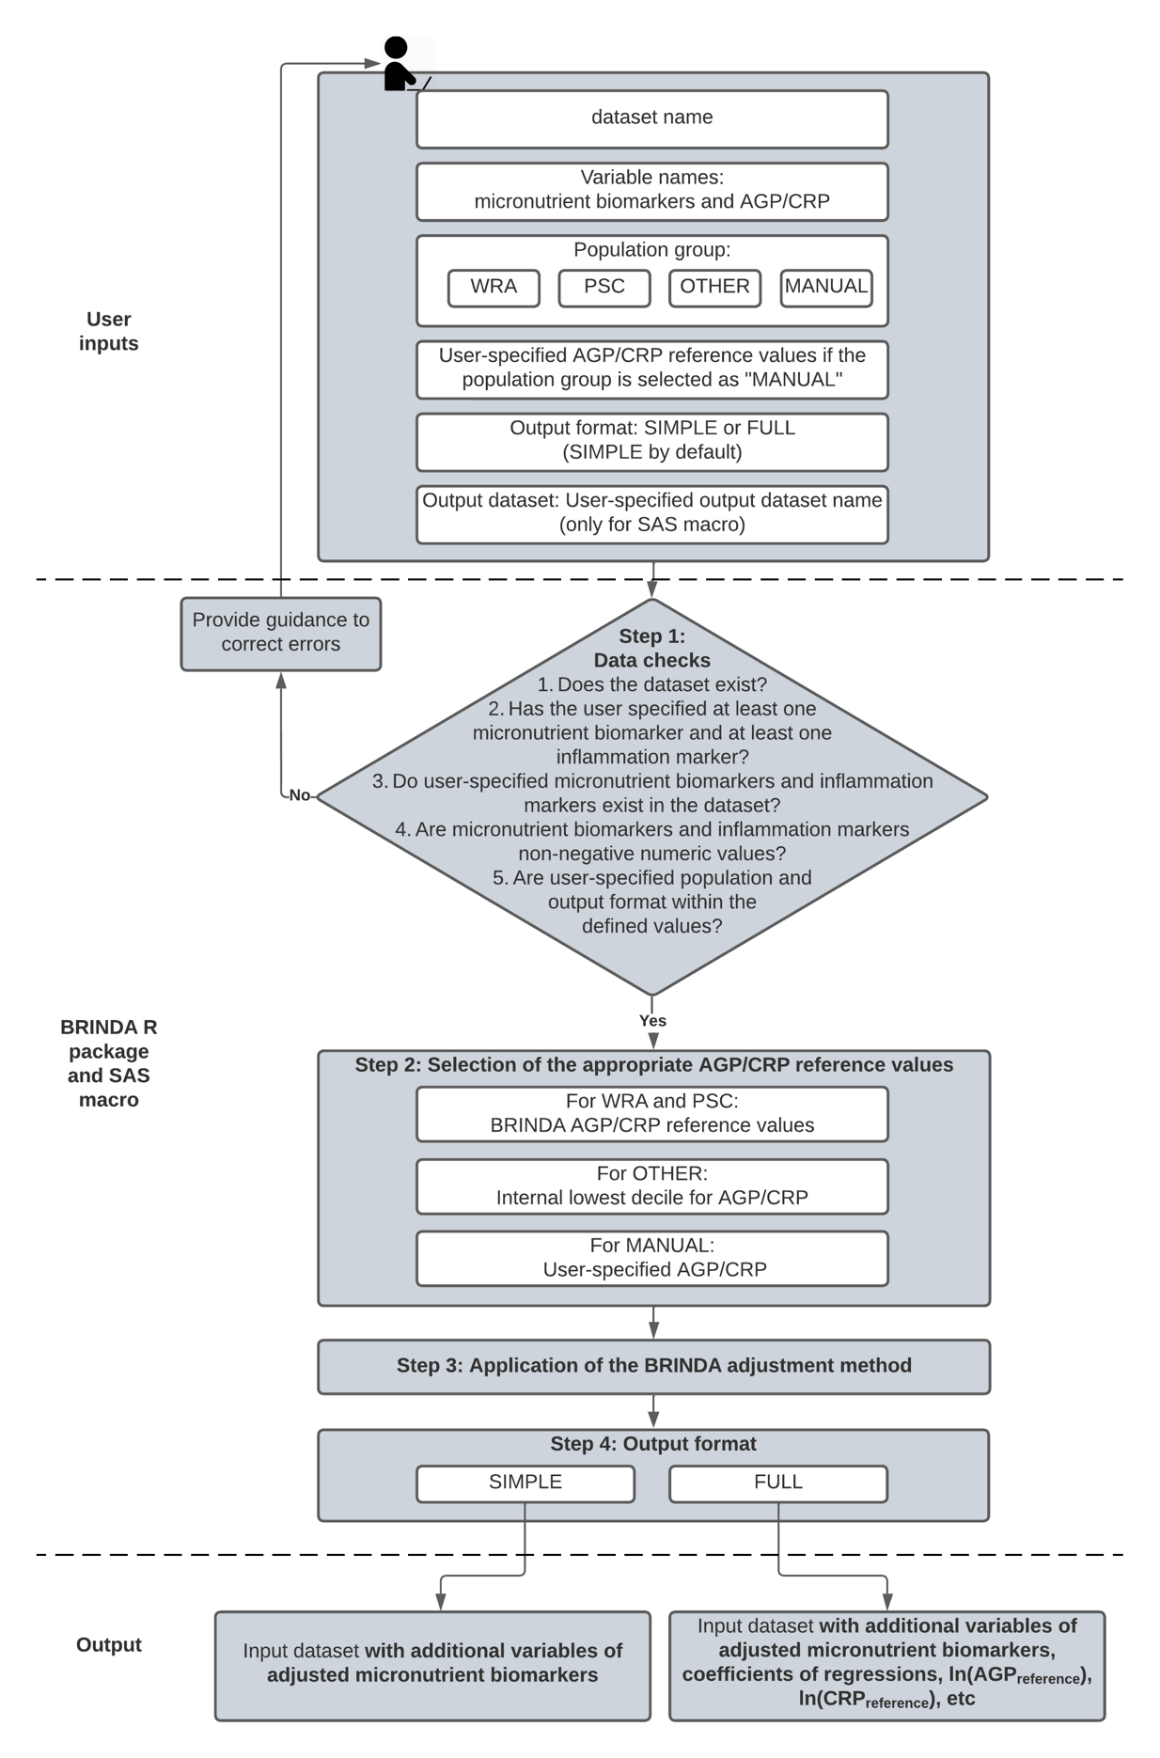 dataset name
Variable names:
micronutrient biomarkers and AGP/CRP
Population group:
WRA PSC OTHER MANUAL
User
inputs
User-specified AGP/CRP reference values if the
population group is selected as "MANUAL"
Output format: SIMPLE or FULL
(SIMPLE by default)
Output dataset: User-specified output dataset name
(only for SAS macro)
Provide guidance to
correct errors
Step 1:
Data checks
1. Does the dataset exist?
2. Has the user specified at least one
micronutrient biomarker and at least one
inflammation marker?
3. Do user-specified micronutrient biomarkers and inflammation
markers exist in the dataset?
4. Are micronutrient biomarkers and inflammation markers
non-negative numeric values?
5. Are user-specified population and
output format within the
defined values?
No
Yes
BRINDA R
package
and SAS
macro
Step 2: Selection of the appropriate AGP/CRP reference values
For WRA and PSC:
BRINDA AGP/CRP reference values
For OTHER:
Internal lowest decile for AGP/CRP
For MANUAL:
User-specified AGP/CRP
Step 3: Application of the BRINDA adjustment method
Step 4: Output format
SIMPLE FULL
Output
Input dataset with additional variables of
adjusted micronutrient biomarkers
Input dataset with additional variables of
adjusted micronutrient biomarkers,
coefficients of regressions, ln(AGPreference),
ln(CRPreference), etc